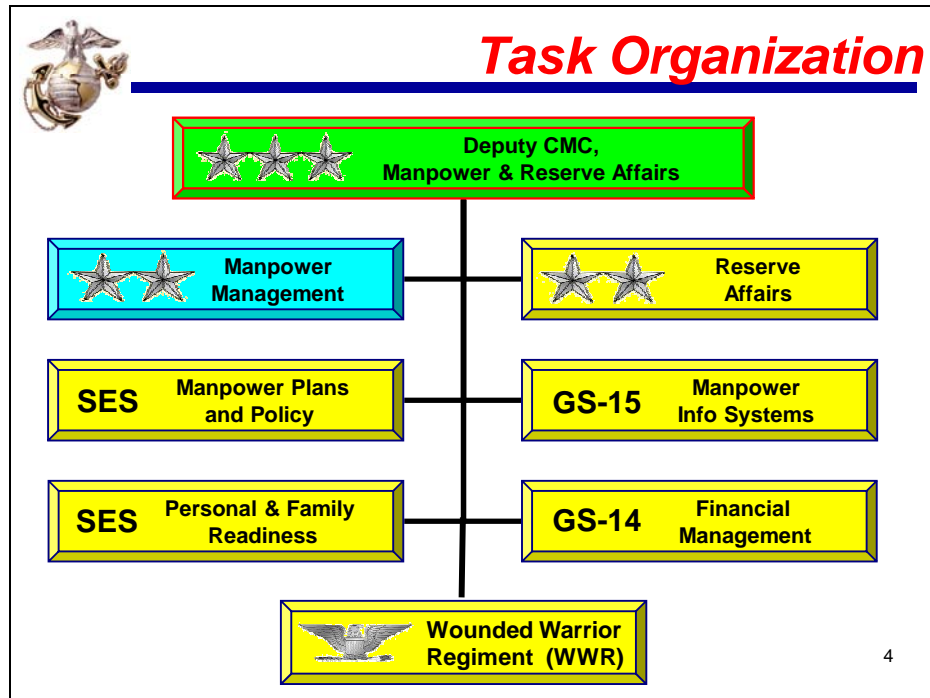 Task Organization
Deputy CMC,
Manpower & Reserve Affairs
Manpower
Management
Reserve
Affairs
SES
Manpower Plans
and Policy
GS-15
Manpower
Info Systems
SES
Personal & Family
Readiness
GS-14
Financial
Management
Wounded Warrior
Regiment (WWR)
4